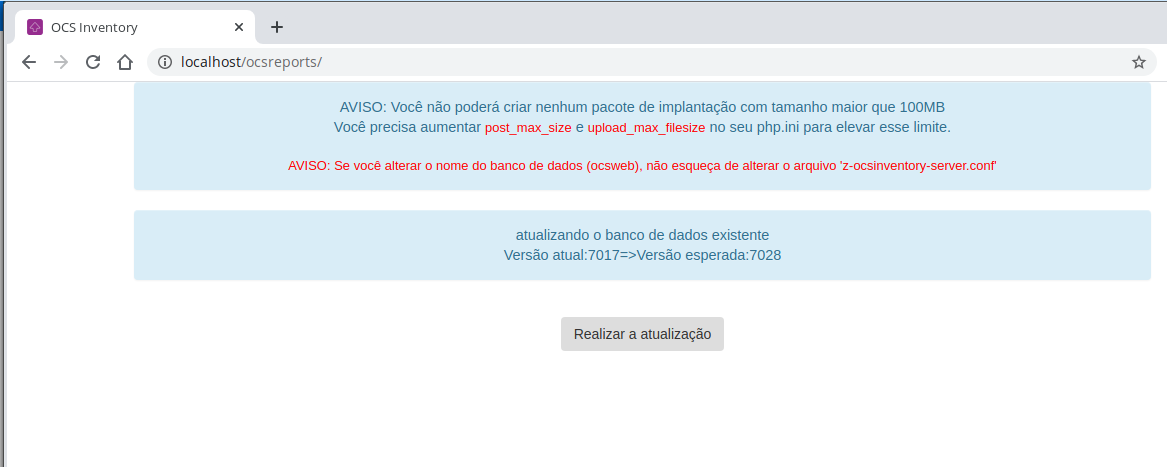 OCS Inventory
localhost/ocsreports/
AVISO: Você não poderá criar nenhum pacote de implantação com tamanho maior que 100MB
Você precisa aumentar post_max_size e upload_max_filesize no seu php.ini para elevar esse limite.
AVISO: Se você alterar o nome do banco de dados (ocsweb), não esqueça de alterar o arquivo 'z-ocsinventory-server.conf'
atualizando o banco de dados existente
Versão atual:7017=>Versão esperada:7028
Realizar a atualização